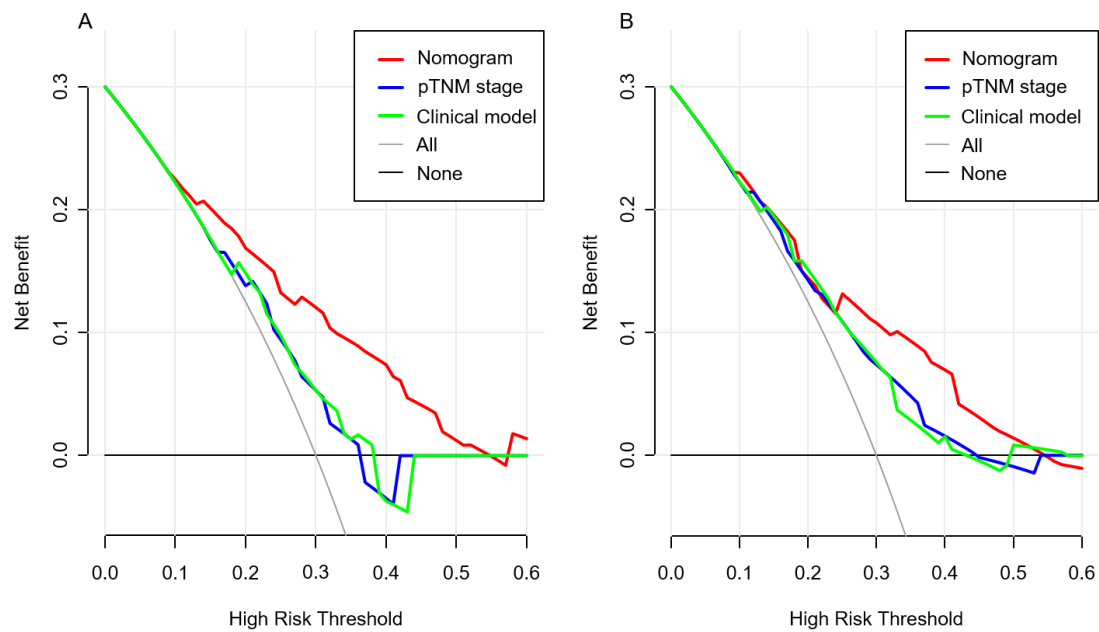 A
Nomogram
pTNM stage
Clinical model
All
None
Net Benefit
0.3
0.2
0.1
0.0
0.0 0.1 0.2 0.3 0.4 0.5 0.6
High Risk Threshold
B
Nomogram
pTNM stage
Clinical model
All
None
Net Benefit
0.3
0.2
0.1
0.0
0.0 0.1 0.2 0.3 0.4 0.5 0.6
High Risk Threshold